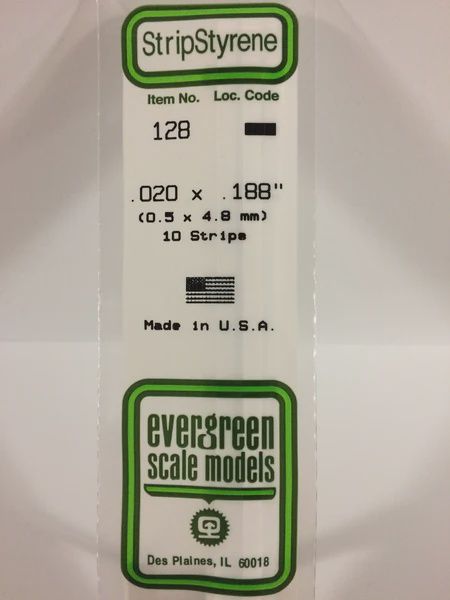 StripStyrene
Item No. Loc. Code
128
.020 x .188"
(0.5 x 4.8 mm)
10 Strips
Made in U.S.A.
evergreen
scale models
Des Plaines, IL 60018